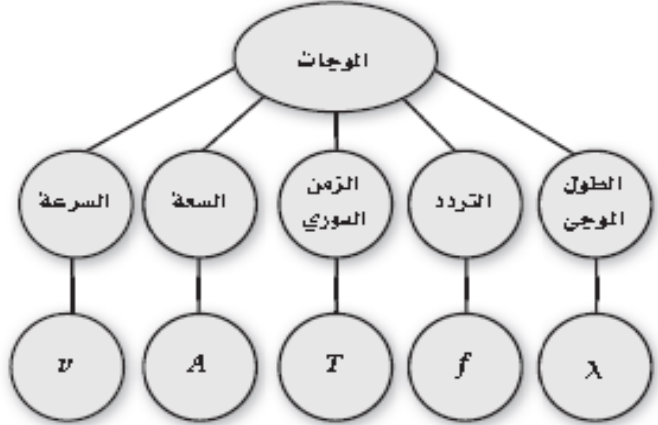 الموجات
الطول
الموجي
التردد
الزمن
الدوري
السعة
السرعة
λ
f
T
A
v